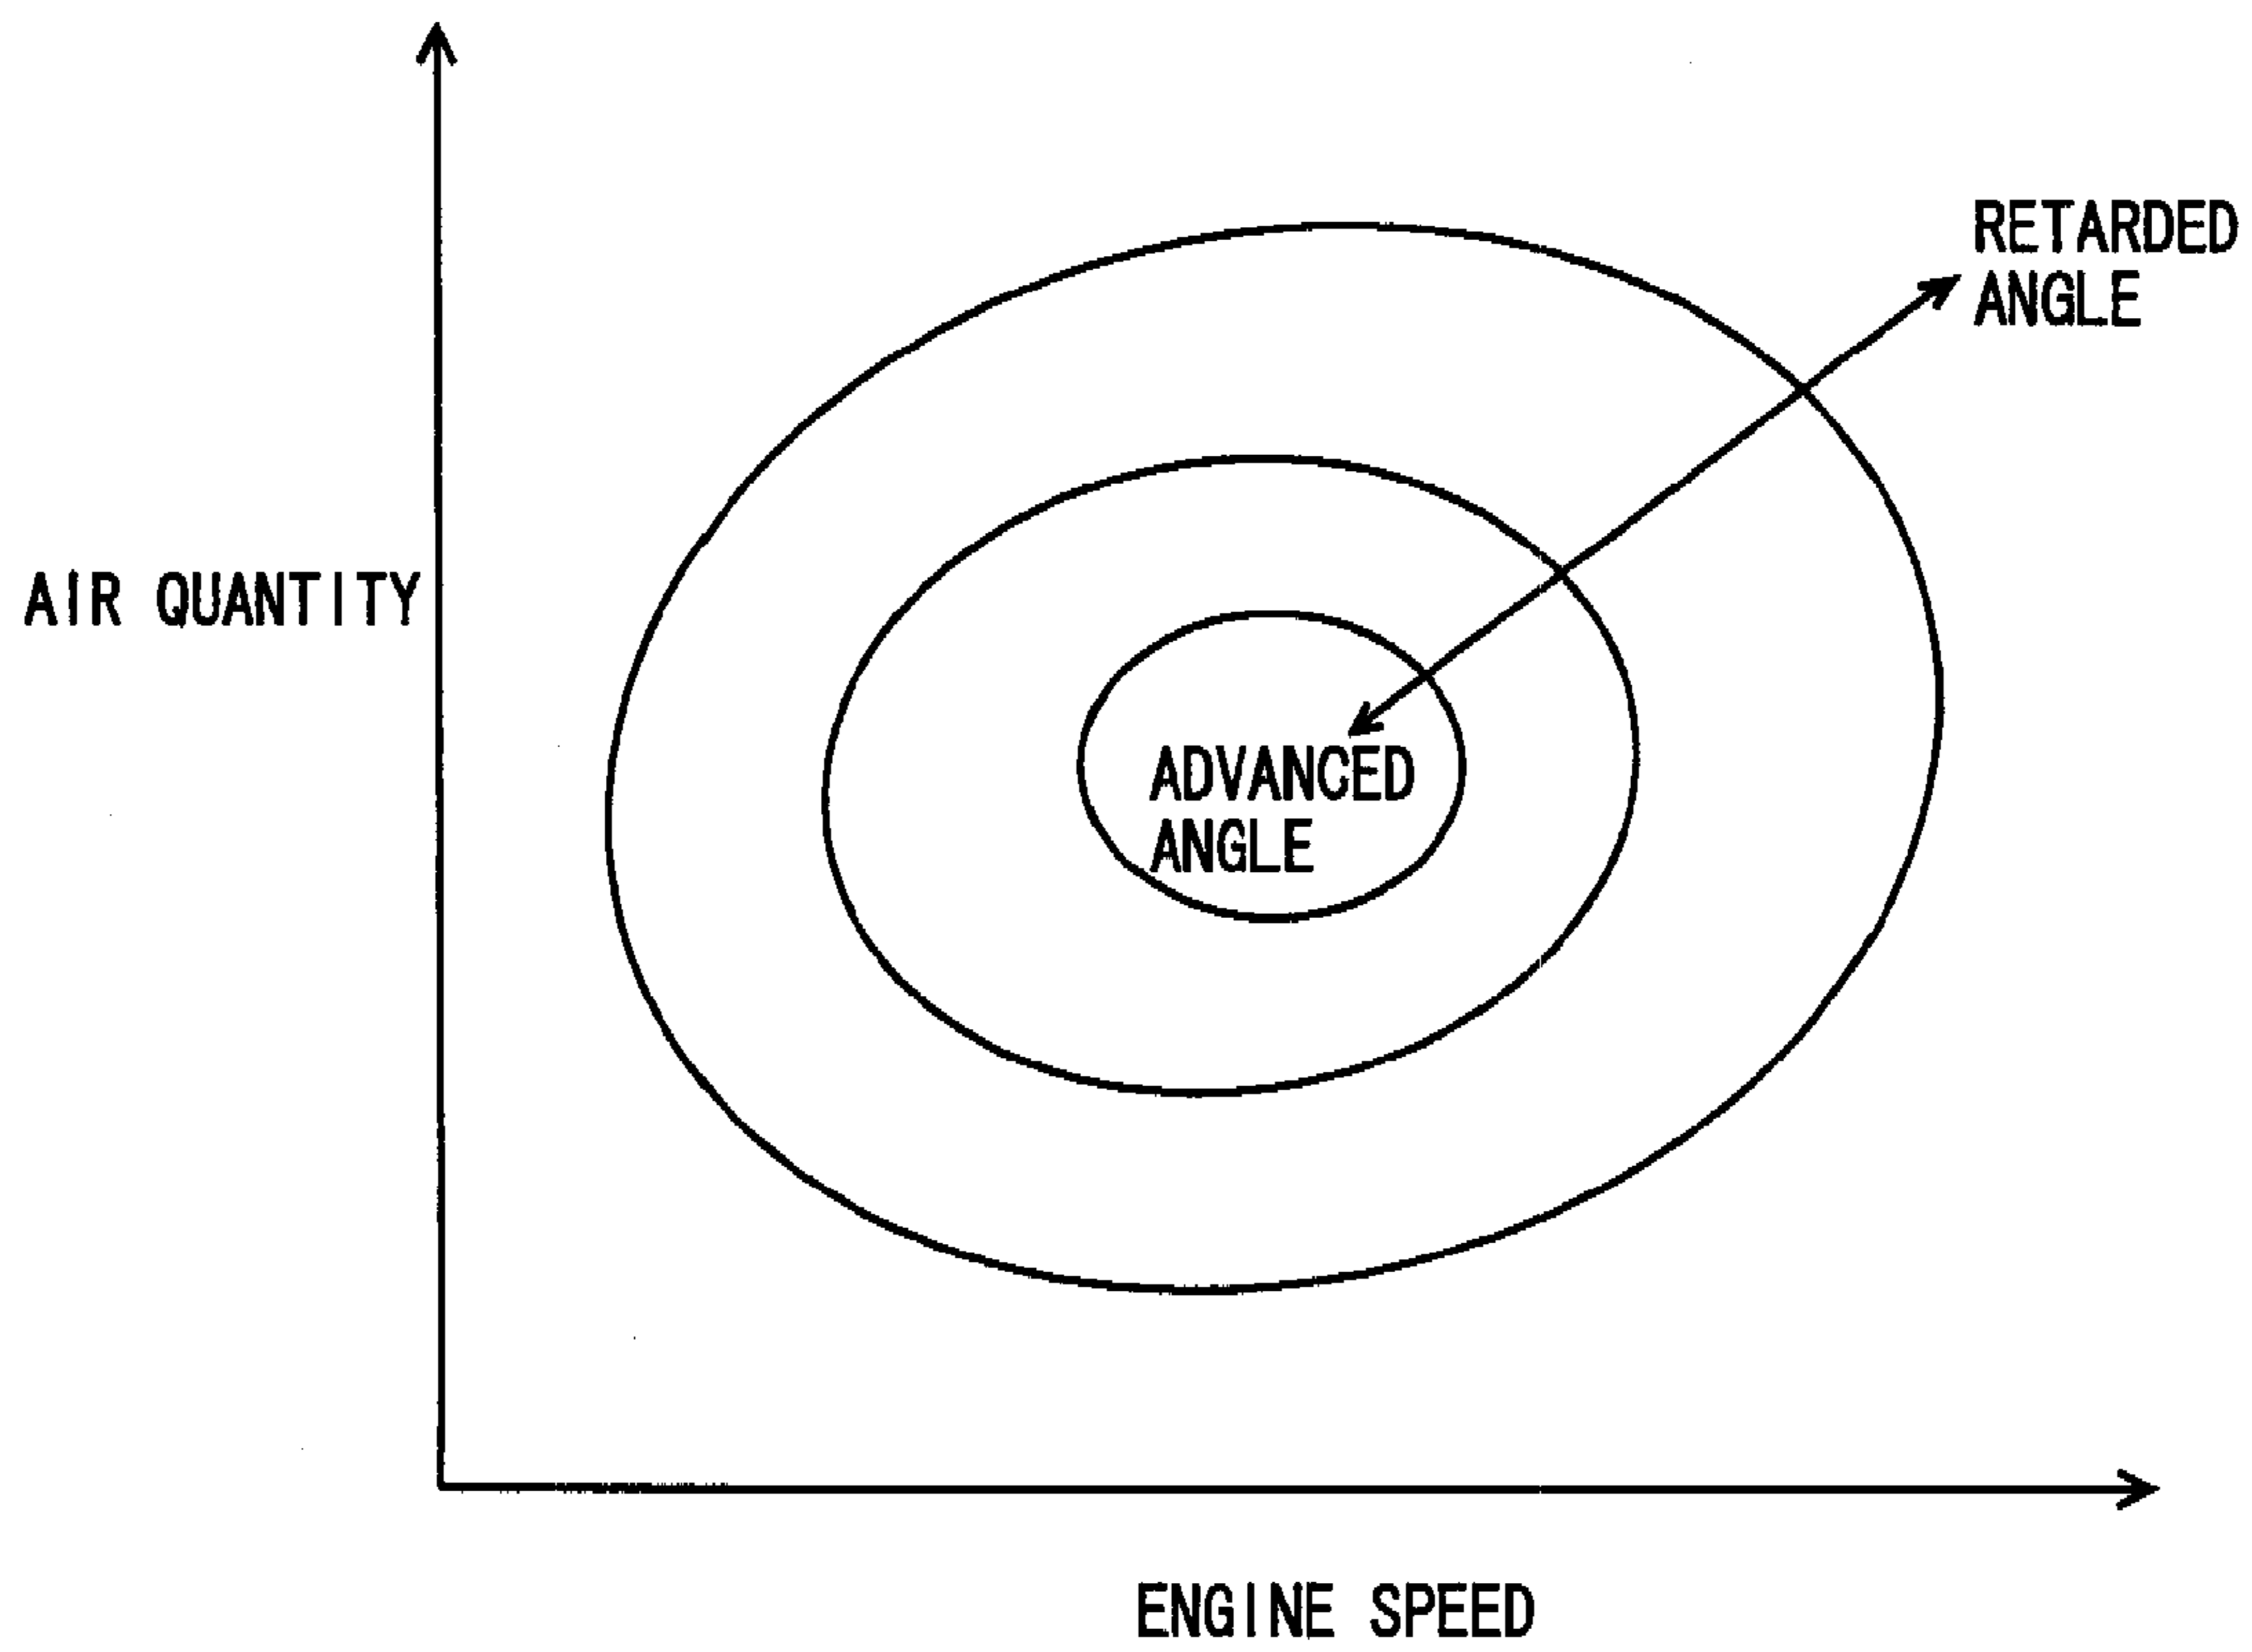 RETARDED
ANGLE
AIR QUANTITY
ADVANCED
ANGLE
ENGINE SPEED